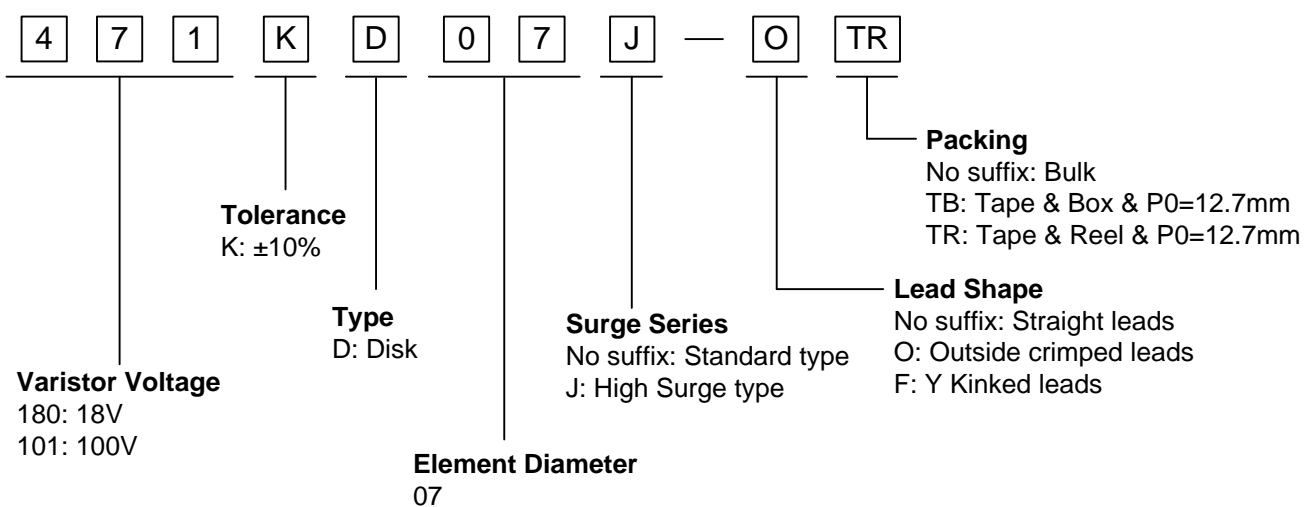 4 7 1 K D 0 7 J — O TR
Packing
No suffix: Bulk
TB: Tape & Box & P0=12.7mm
TR: Tape & Reel & P0=12.7mm
Tolerance
K: ±10%
Lead Shape
No suffix: Straight leads
O: Outside crimped leads
F: Y Kinked leads
Type
D: Disk
Surge Series
No suffix: Standard type
J: High Surge type
Varistor Voltage
180: 18V
101: 100V
Element Diameter
07